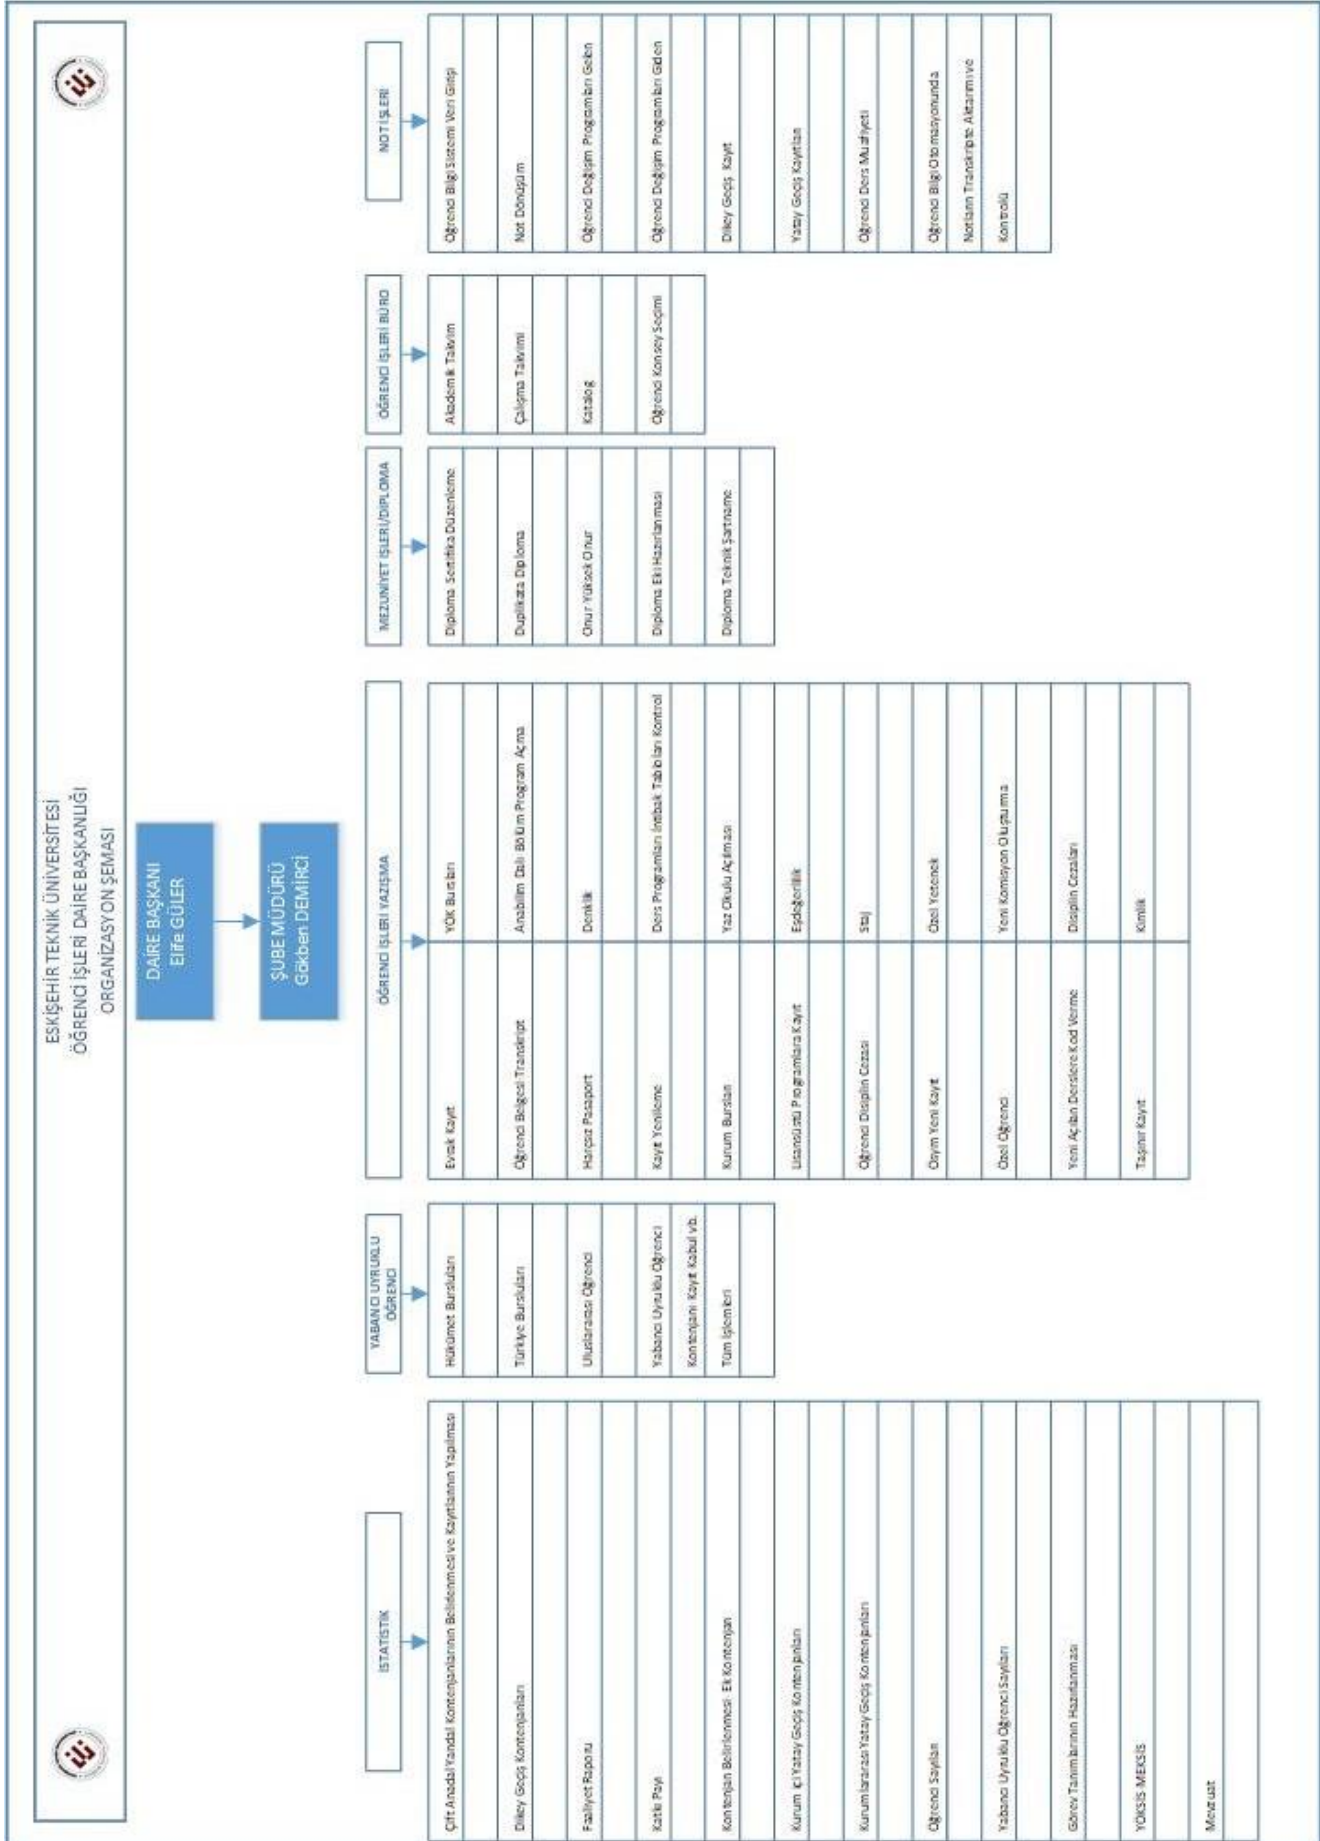 ESKİŞEHİR TEKNİK ÜNİVERSİTESİ
ÖĞRENCİ İŞLERİ DAİRE BAŞKANLIĞI
ORGANİZASYON ŞEMASI
DAİRE BAŞKANI
Elife GÜLER
ŞUBE MÜDÜRÜ
Gökben DEMİRCİ
İSTATİSTİK
Çift Anadal Yandal Kontenjanlarının Belirlenmesi ve Kayıtlarının Yapılması
Dikey Geçiş Kontenjanları
Faaliyet Raporu
Katkı Payı
Kontenjan Belirlenmesi- Ek Kontenjan
Kurum içi Yatay Geçiş Kontenjanları
Kurumlararası Yatay Geçiş Kontenjanları
Öğrenci Sayıları
Yabancı Uyruklu Öğrenci Sayıları
Görev Tanımlarının Hazırlanması
YÖKSİS-MEKSİS
Mevzuat
YABANCI UYRUKLU
ÖĞRENCİ
Hükümet Bursluları
Türkiye Bursluları
Uluslararası Öğrenci
Yabancı Uyruklu Öğrenci
Kontenjanı Kayıt Kabul vb.
Tüm İşlemleri
ÖĞRENCİ İŞLERİ YAZIŞMA
Evrak Kayıt
YÖK Bursları
Öğrenci Belgesi Transkript
Anabilim Dalı Bölüm Program Açma
Harçsız Pasaport
Denklik
Kayıt Yenileme
Ders Programları İntibak Tabloları Kontrol
Kurum Bursları
Yaz Okulu Açılması
Lisansüstü Programlara Kayıt
Eşdeğerlilik
Öğrenci Disiplin Cezası
Staj
Ösym Yeni Kayıt
Özel Yetenek
Özel Öğrenci
Yeni Komisyon Oluşturma
Yeni Açılan Derslere Kod Verme
Disiplin Cezaları
Taşınır Kayıt
Kimlik
MEZUNİYET İŞLERİ/DİPLOMA
Diploma Sertifika Düzenleme
Duplikata Diploma
Onur Yüksek Onur
Diploma Eki Hazırlanması
Diploma Teknik Şartname
ÖĞRENCİ İŞLERİ BÜRO
Akademik Takvim
Çalışma Takvimi
Katalog
Öğrenci Konsey Seçimi
NOT İŞLERİ
Öğrenci Bilgi Sistemi Veri Girişi
Not Dönüşüm
Öğrenci Değişim Programları Gelen
Öğrenci Değişim Programları Giden
Dikey Geçiş Kayıt
Yatay Geçiş Kayıtları
Öğrenci Ders Muafiyeti
Öğrenci Bilgi Otomasyonunda
Notların Transkripte Aktarımı ve
Kontrolü